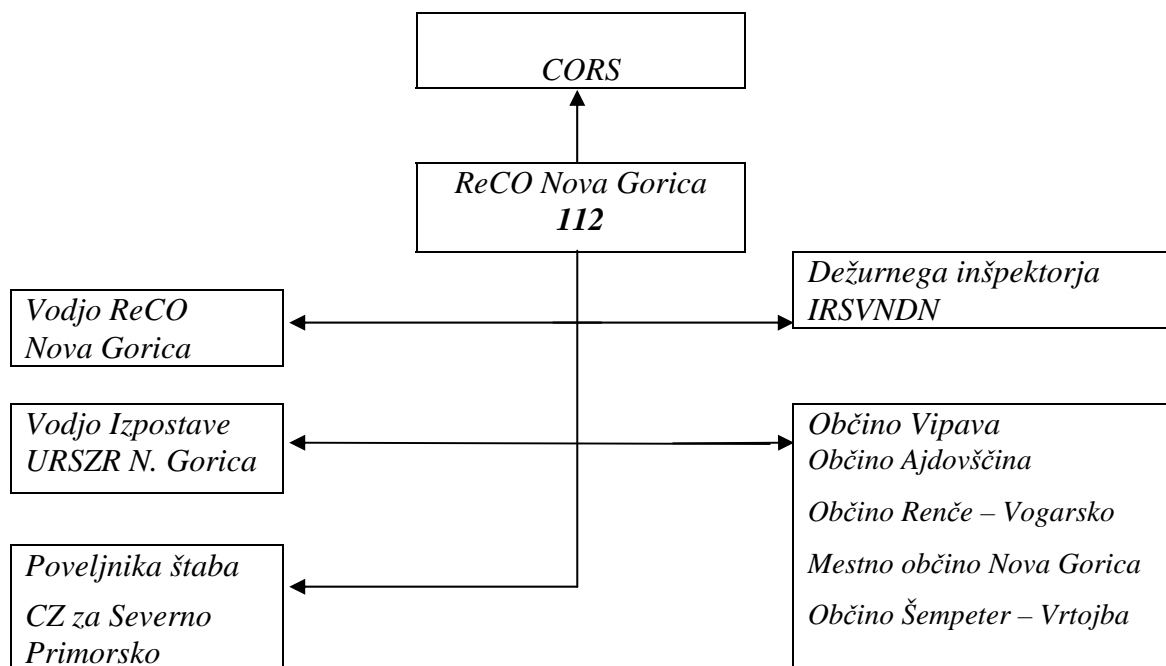 CORS
ReCO Nova Gorica
112
Dežurnega inšpektorja
IRSVNDN
Vodjo ReCO
Nova Gorica
Vodjo Izpostave
URSZR N. Gorica
Občino Vipava
Občino Ajdovščina
Občino Renče – Vogarsko
Mestno občino Nova Gorica
Občino Šempeter – Vrtojba
Poveljnika štaba
CZ za Severno
Primorsko